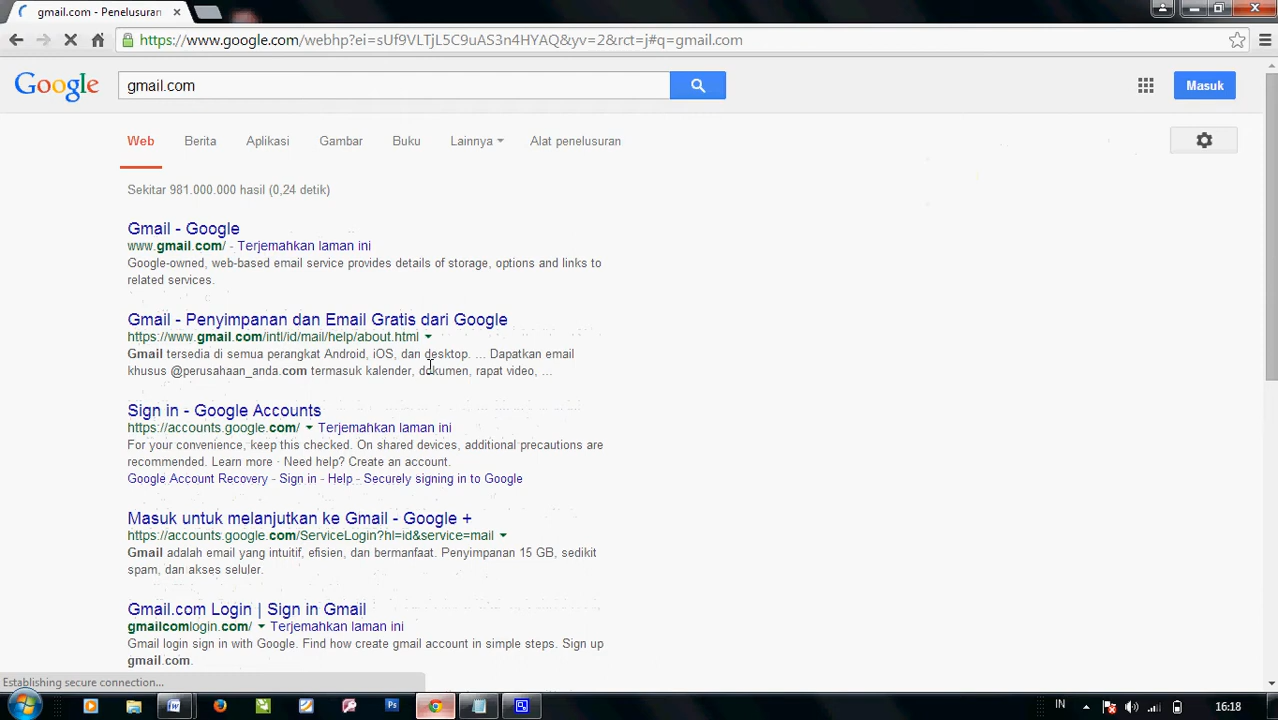 gmail.com - Penelusuran
https://www.google.com/webhp?ei=sUf9VLTjL5C9uAS3n4HYAQ&yv=2&rct=j#q=gmail.com
Google
gmail.com
Masuk
Web Berita Aplikasi Gambar Buku Lainnya Alat penelusuran
Sekitar 981.000.000 hasil (0,24 detik)
Gmail - Google
www.gmail.com/ - Terjemahkan laman ini
Google-owned, web-based email service provides details of storage, options and links to
related services.
Gmail - Penyimpanan dan Email Gratis dari Google
https://www.gmail.com/intl/id/mail/help/about.html
Gmail tersedia di semua perangkat Android, iOS, dan desktop. ... Dapatkan email
khusus @perusahaan_anda.com termasuk kalender, dokumen, rapat video, ...
Sign in - Google Accounts
https://accounts.google.com/ Terjemahkan laman ini
For your convenience, keep this checked. On shared devices, additional precautions are
recommended. Learn more · Need help? Create an account.
Google Account Recovery - Sign in - Help - Securely signing in to Google
Masuk untuk melanjutkan ke Gmail - Google +
https://accounts.google.com/ServiceLogin?hl=id&service=mail
Gmail adalah email yang intuitif, efisien, dan bermanfaat. Penyimpanan 15 GB, sedikit
spam, dan akses seluler.
Gmail.com Login | Sign in Gmail
gmailcomlogin.com/ Terjemahkan laman ini
Gmail login sign in with Google. Find how create gmail account in simple steps. Sign up
gmail.com.
Establishing secure connection...
W Ps IN 16:18